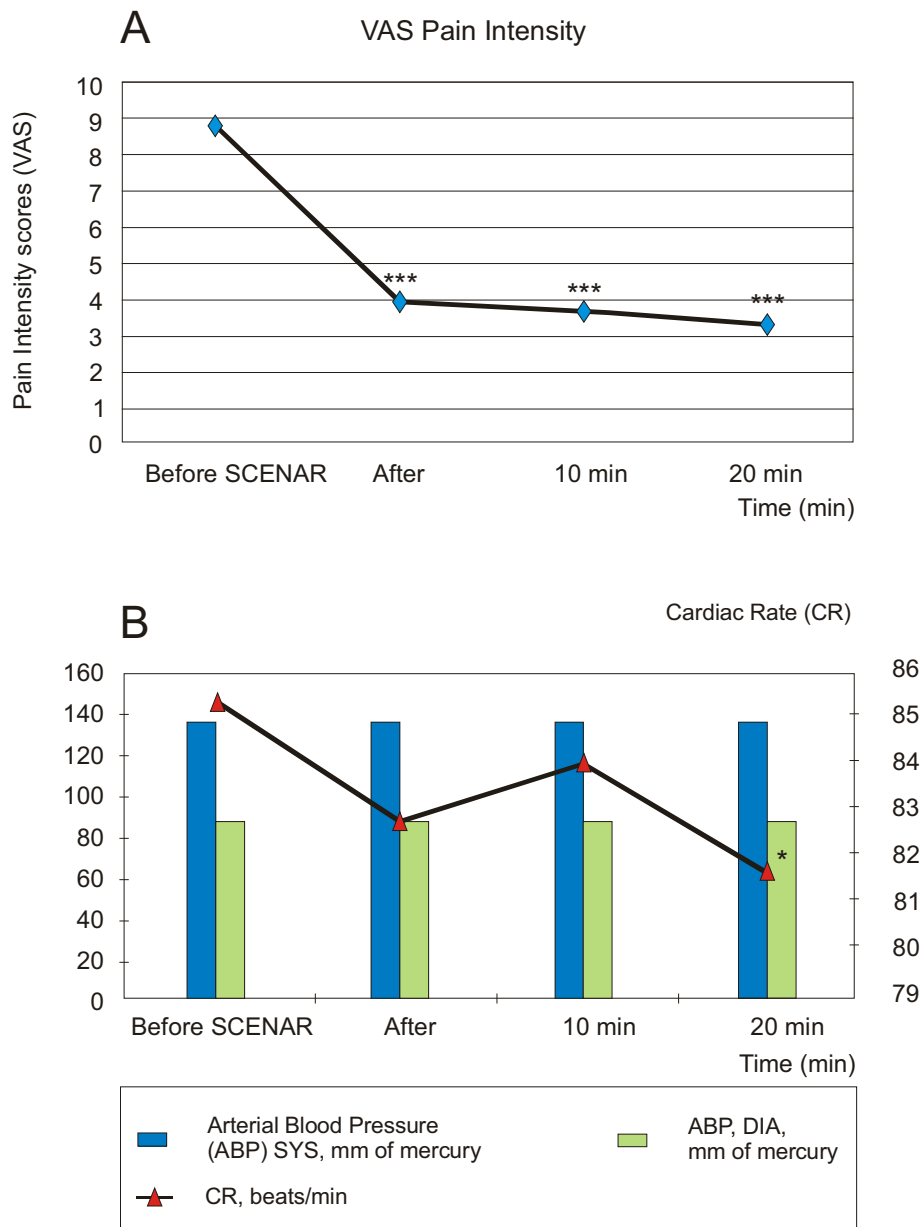 A
VAS Pain Intensity
Pain Intensity scores (VAS)
10
9
8
7
6
5
4
3
2
1
0
***
***
***
Before SCENAR After 10 min 20 min
Time (min)
B
Cardiac Rate (CR)
160
140
120
100
80
60
40
20
0
86
85
84
83
82
81
80
79
*
Before SCENAR After 10 min 20 min
Time (min)
Arterial Blood Pressure
(ABP) SYS, mm of mercury
ABP, DIA,
mm of mercury
CR, beats/min